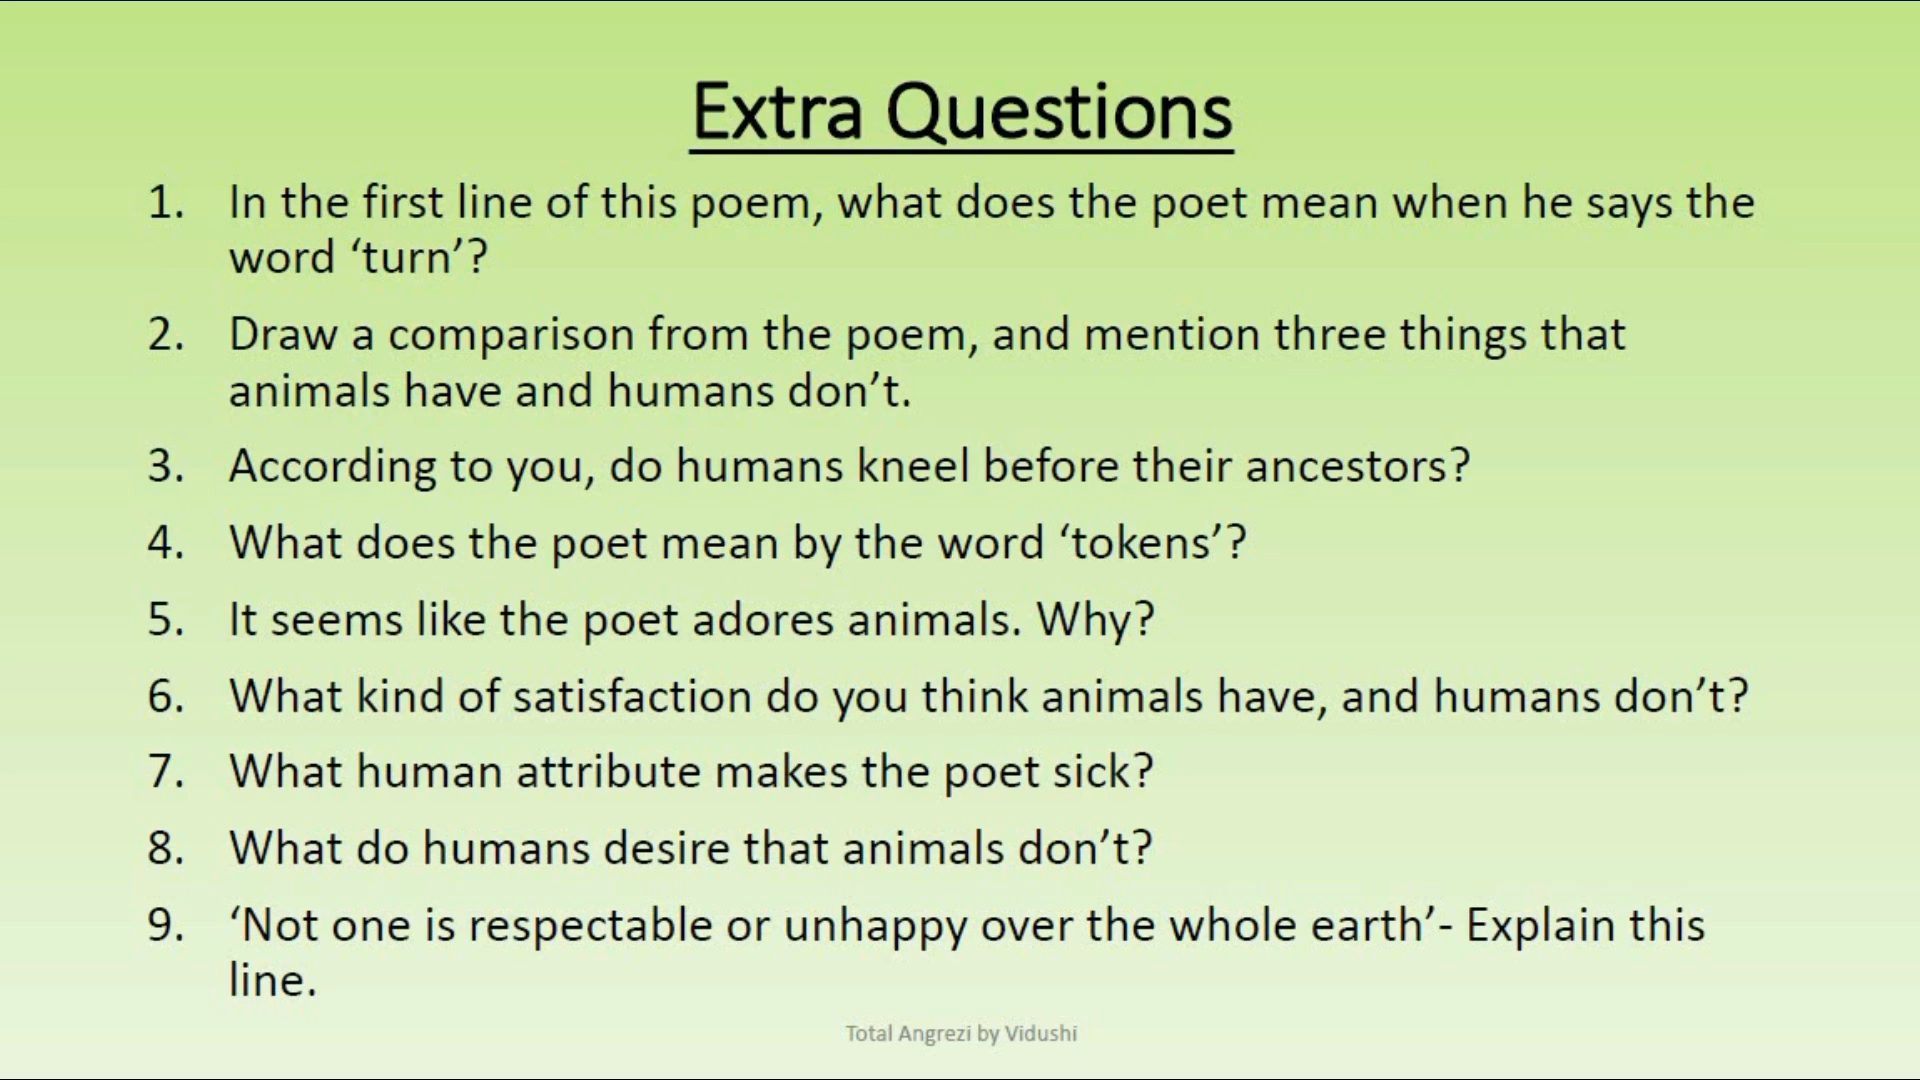 Extra Questions
1. In the first line of this poem, what does the poet mean when he says the
word ‘turn’?
2. Draw a comparison from the poem, and mention three things that
animals have and humans don’t.
3. According to you, do humans kneel before their ancestors?
4. What does the poet mean by the word ‘tokens’?
5. It seems like the poet adores animals. Why?
6. What kind of satisfaction do you think animals have, and humans don’t?
7. What human attribute makes the poet sick?
8. What do humans desire that animals don’t?
9. ‘Not one is respectable or unhappy over the whole earth’- Explain this
line.
Total Angrezi by Vidushi